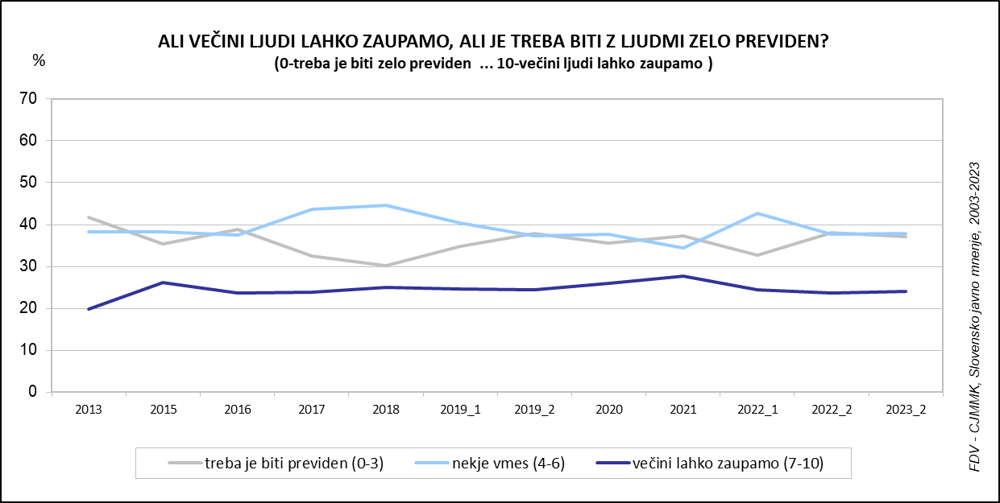 ALI VEČINI LJUDI LAHKO ZAUPAMO, ALI JE TREBA BITI Z LJUDMI ZELO PREVIDEN?
(0-treba je biti zelo previden ... 10-večini ljudi lahko zaupamo )
%
70
60
50
40
30
20
10
0
2013 2015 2016 2017 2018 2019_1 2019_2 2020 2021 2022_1 2022_2 2023_2
treba je biti previden (0-3) nekje vmes (4-6) večini lahko zaupamo (7-10)
FDV - CJMMK, Slovensko javno mnenje, 2003-2023